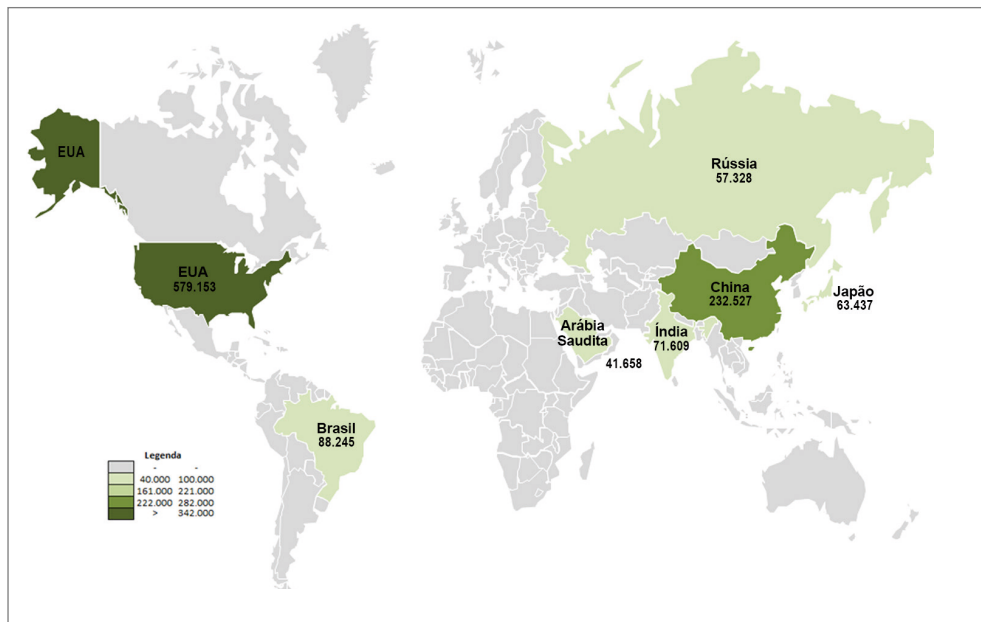 EUA
EUA
579.153
Rússia
57.328
China
232.527
Japão
63.437
Arábia
Saudita
41.658
Índia
71.609
Brasil
88.245
Legenda
- -
40.000 100.000
161.000 221.000
222.000 282.000
> 342.000